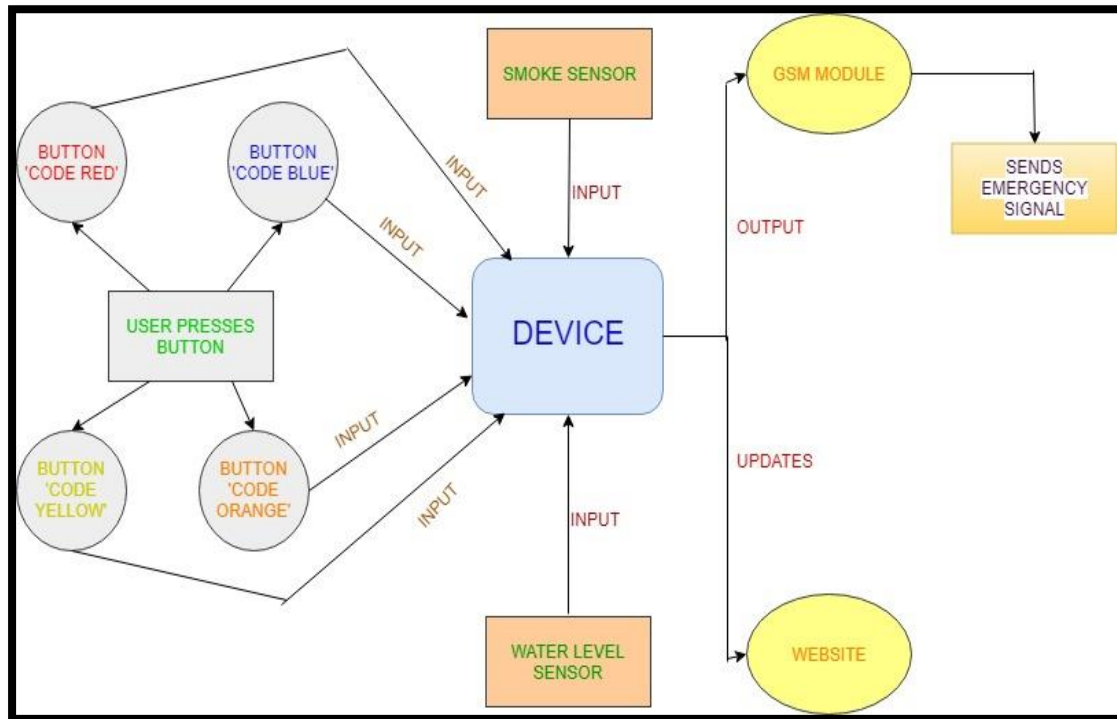 SMOKE SENSOR
GSM MODULE
BUTTON
'CODE RED'
BUTTON
'CODE BLUE'
INPUT
INPUT
SENDS
EMERGENCY
SIGNAL
INPUT
OUTPUT
USER PRESSES
BUTTON
DEVICE
BUTTON
'CODE
YELLOW'
BUTTON
'CODE
ORANGE'
INPUT
INPUT
UPDATES
INPUT
WATER LEVEL
SENSOR
WEBSITE